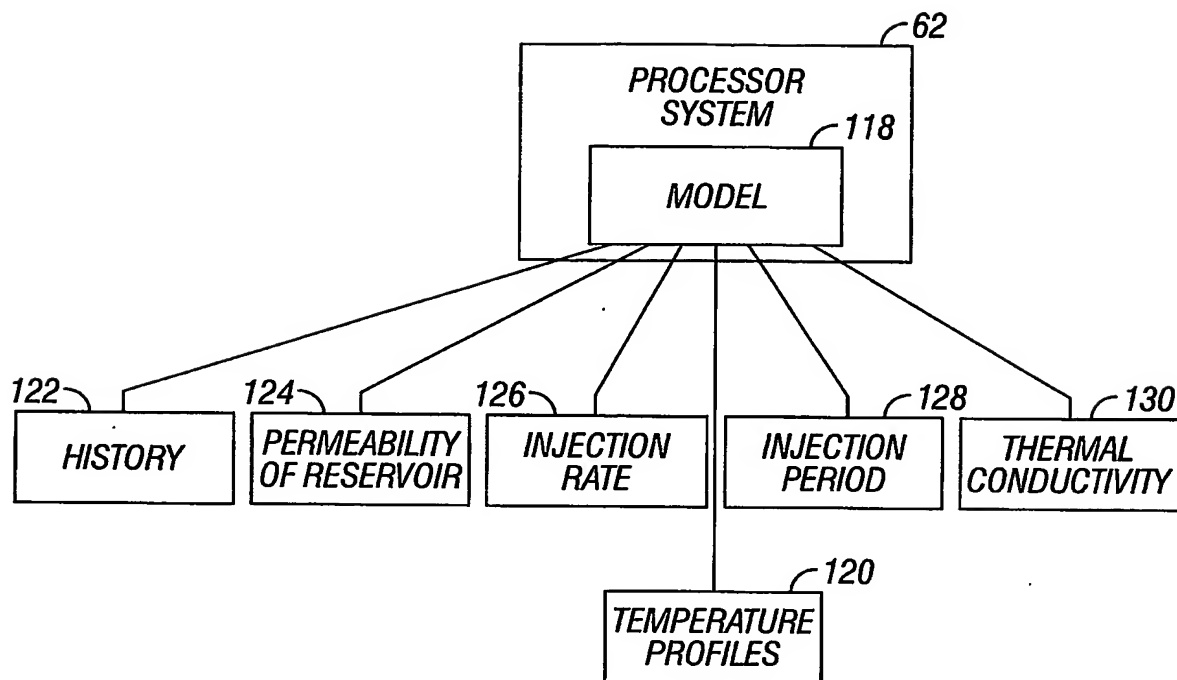 62
PROCESSOR
SYSTEM
118
MODEL
122
HISTORY
124
PERMEABILITY
OF RESERVOIR
126
INJECTION
RATE
128
INJECTION
PERIOD
130
THERMAL
CONDUCTIVITY
120
TEMPERATURE
PROFILES